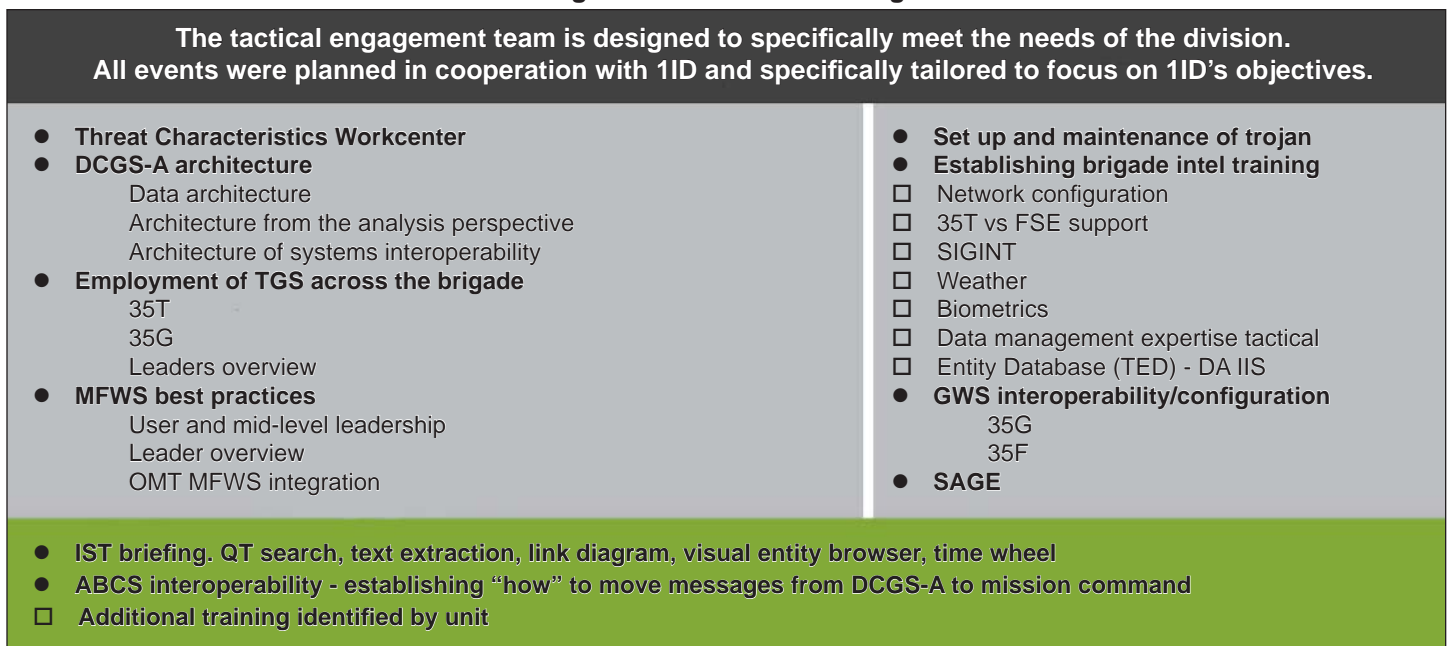 The tactical engagement team is designed to specifically meet the needs of the division.
All events were planned in cooperation with 1ID and specifically tailored to focus on 1ID’s objectives.
● Threat Characteristics Workcenter
● DCGS-A architecture
Data architecture
Architecture from the analysis perspective
Architecture of systems interoperability
● Employment of TGS across the brigade
35T
35G
Leaders overview
● MFWS best practices
User and mid-level leadership
Leader overview
OMT MFWS integration
● Set up and maintenance of trojan
● Establishing brigade intel training
□ Network configuration
□ 35T vs FSE support
□ SIGINT
□ Weather
□ Biometrics
□ Data management expertise tactical
□ Entity Database (TED) - DA IIS
● GWS interoperability/configuration
35G
35F
● SAGE
● IST briefing. QT search, text extraction, link diagram, visual entity browser, time wheel
● ABCS interoperability - establishing “how” to move messages from DCGS-A to mission command
□ Additional training identified by unit